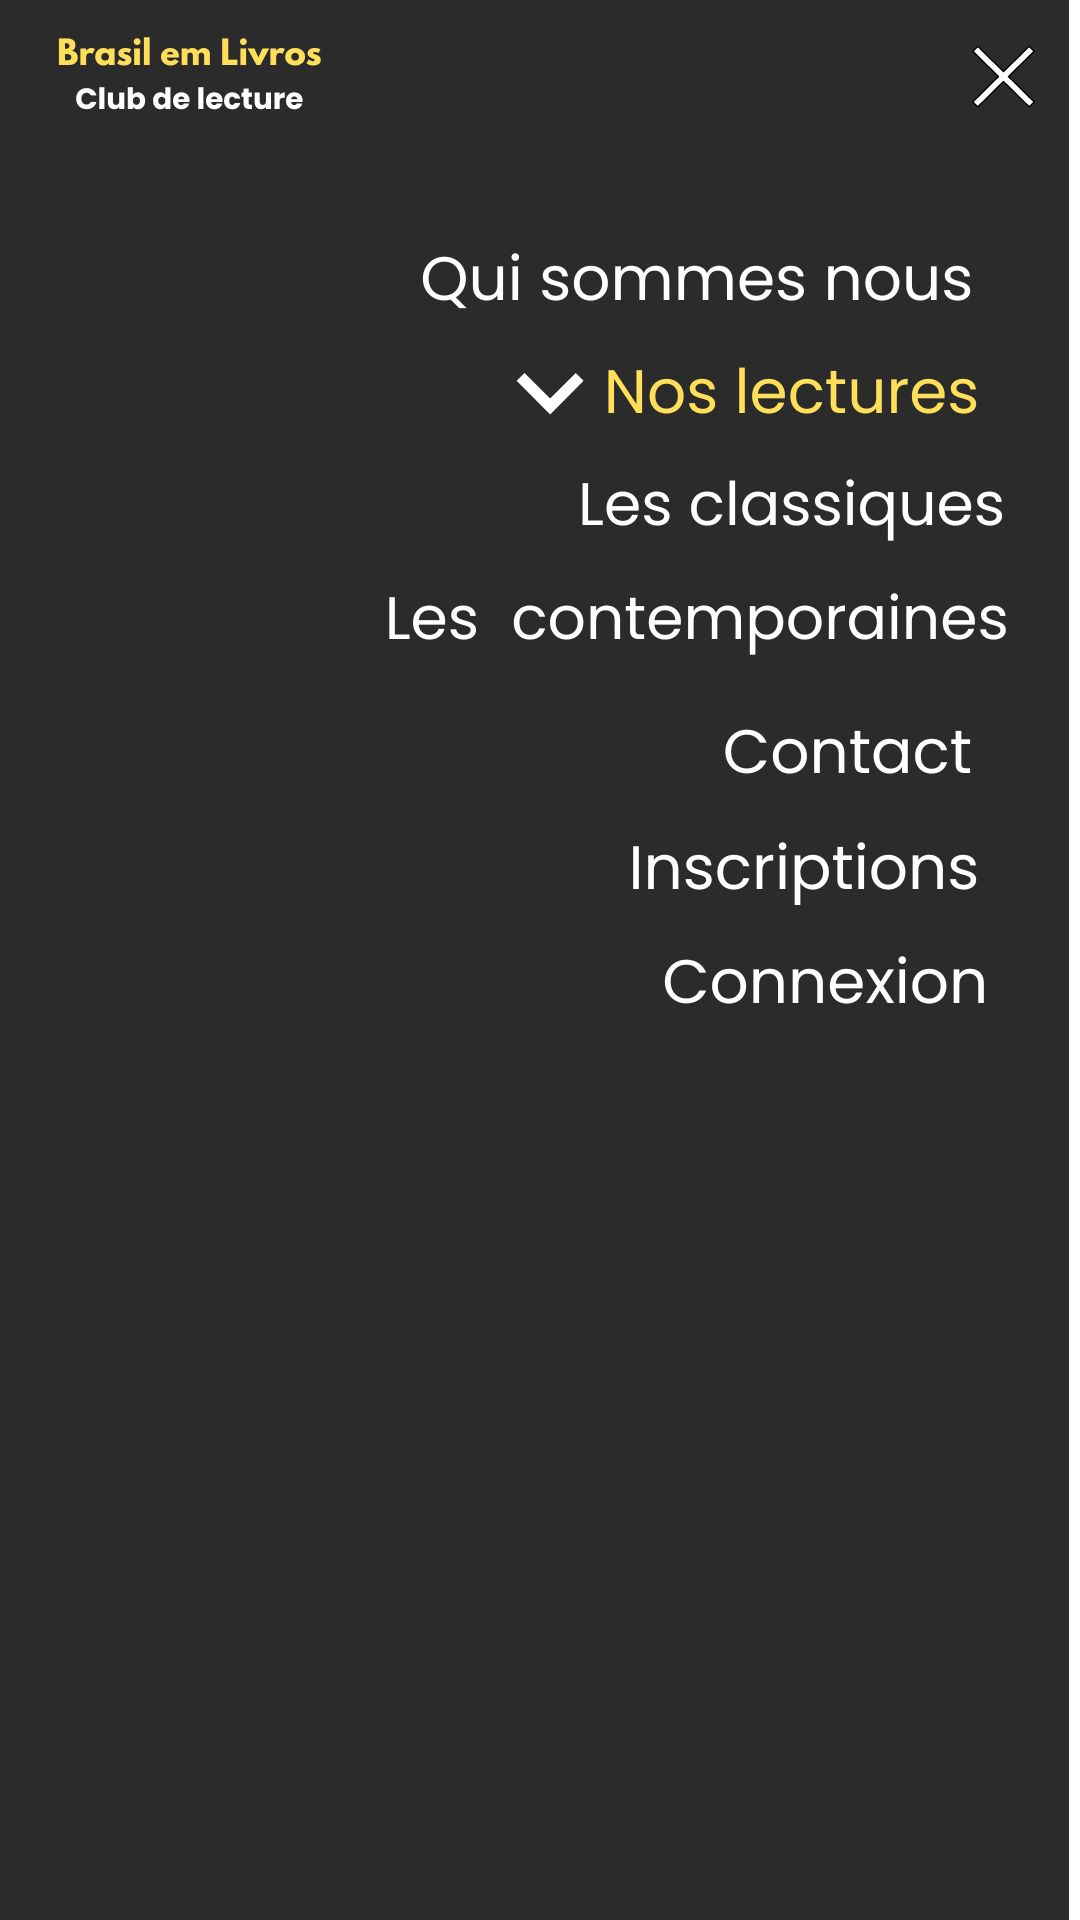 Brasil em Livros
Club de lecture
Qui sommes nous
Nos lectures
Les classiques
Les  contemporaines
Contact
Inscriptions
Connexion